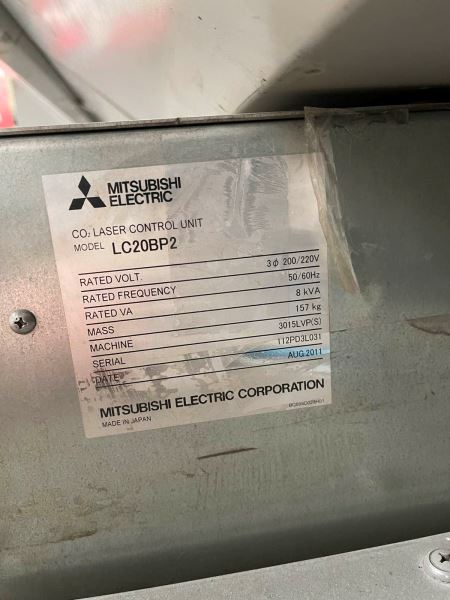 MITSUBISHI
ELECTRIC
CO₂ LASER CONTROL UNIT
MODEL LC20BP2
RATED VOLT. 3ϕ 200/220V
RATED FREQUENCY 50/60Hz
RATED VA 8 kVA
MASS 157 kg
MACHINE 3015LVP(S)
SERIAL 112PD3L031
DATE AUG 2011
MITSUBISHI ELECTRIC CORPORATION
MADE IN JAPAN